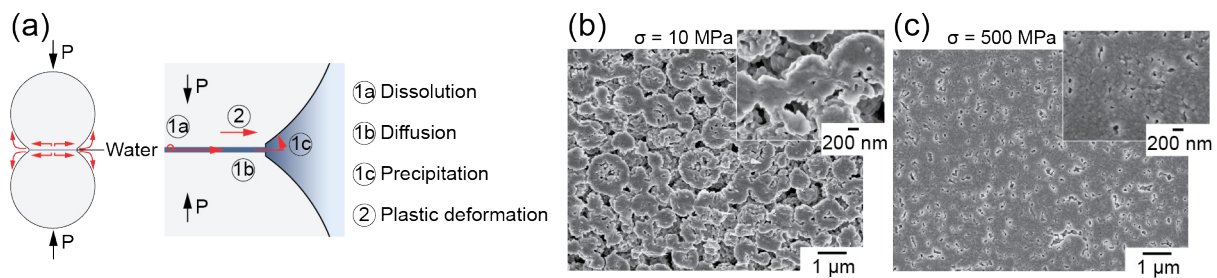 (a)
P
Water
P
P
1a
2
1b
1c
P
1a Dissolution
1b Diffusion
1c Precipitation
2 Plastic deformation
(b)
σ = 10 MPa
200 nm
1 μm
(c)
σ = 500 MPa
200 nm
1 μm